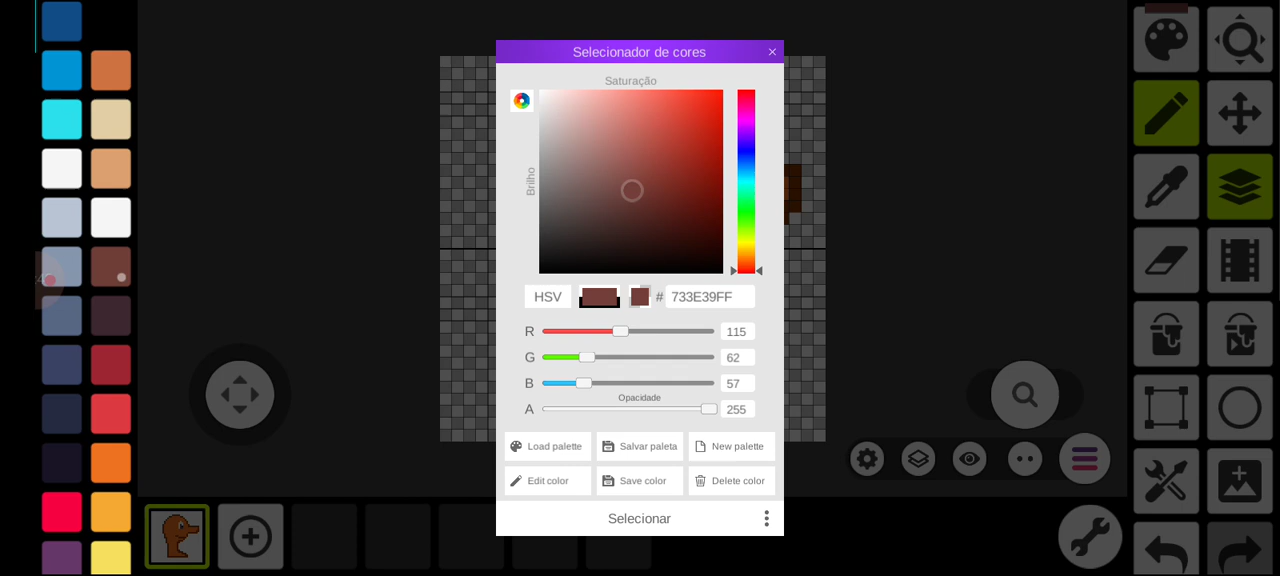 Selecionador de cores
Saturação
Brilho
HSV # 733E39FF
R 115
G 62
B 57
Opacidade
A 255
Load palette Salvar paleta New palette
Edit color Save color Delete color
Selecionar